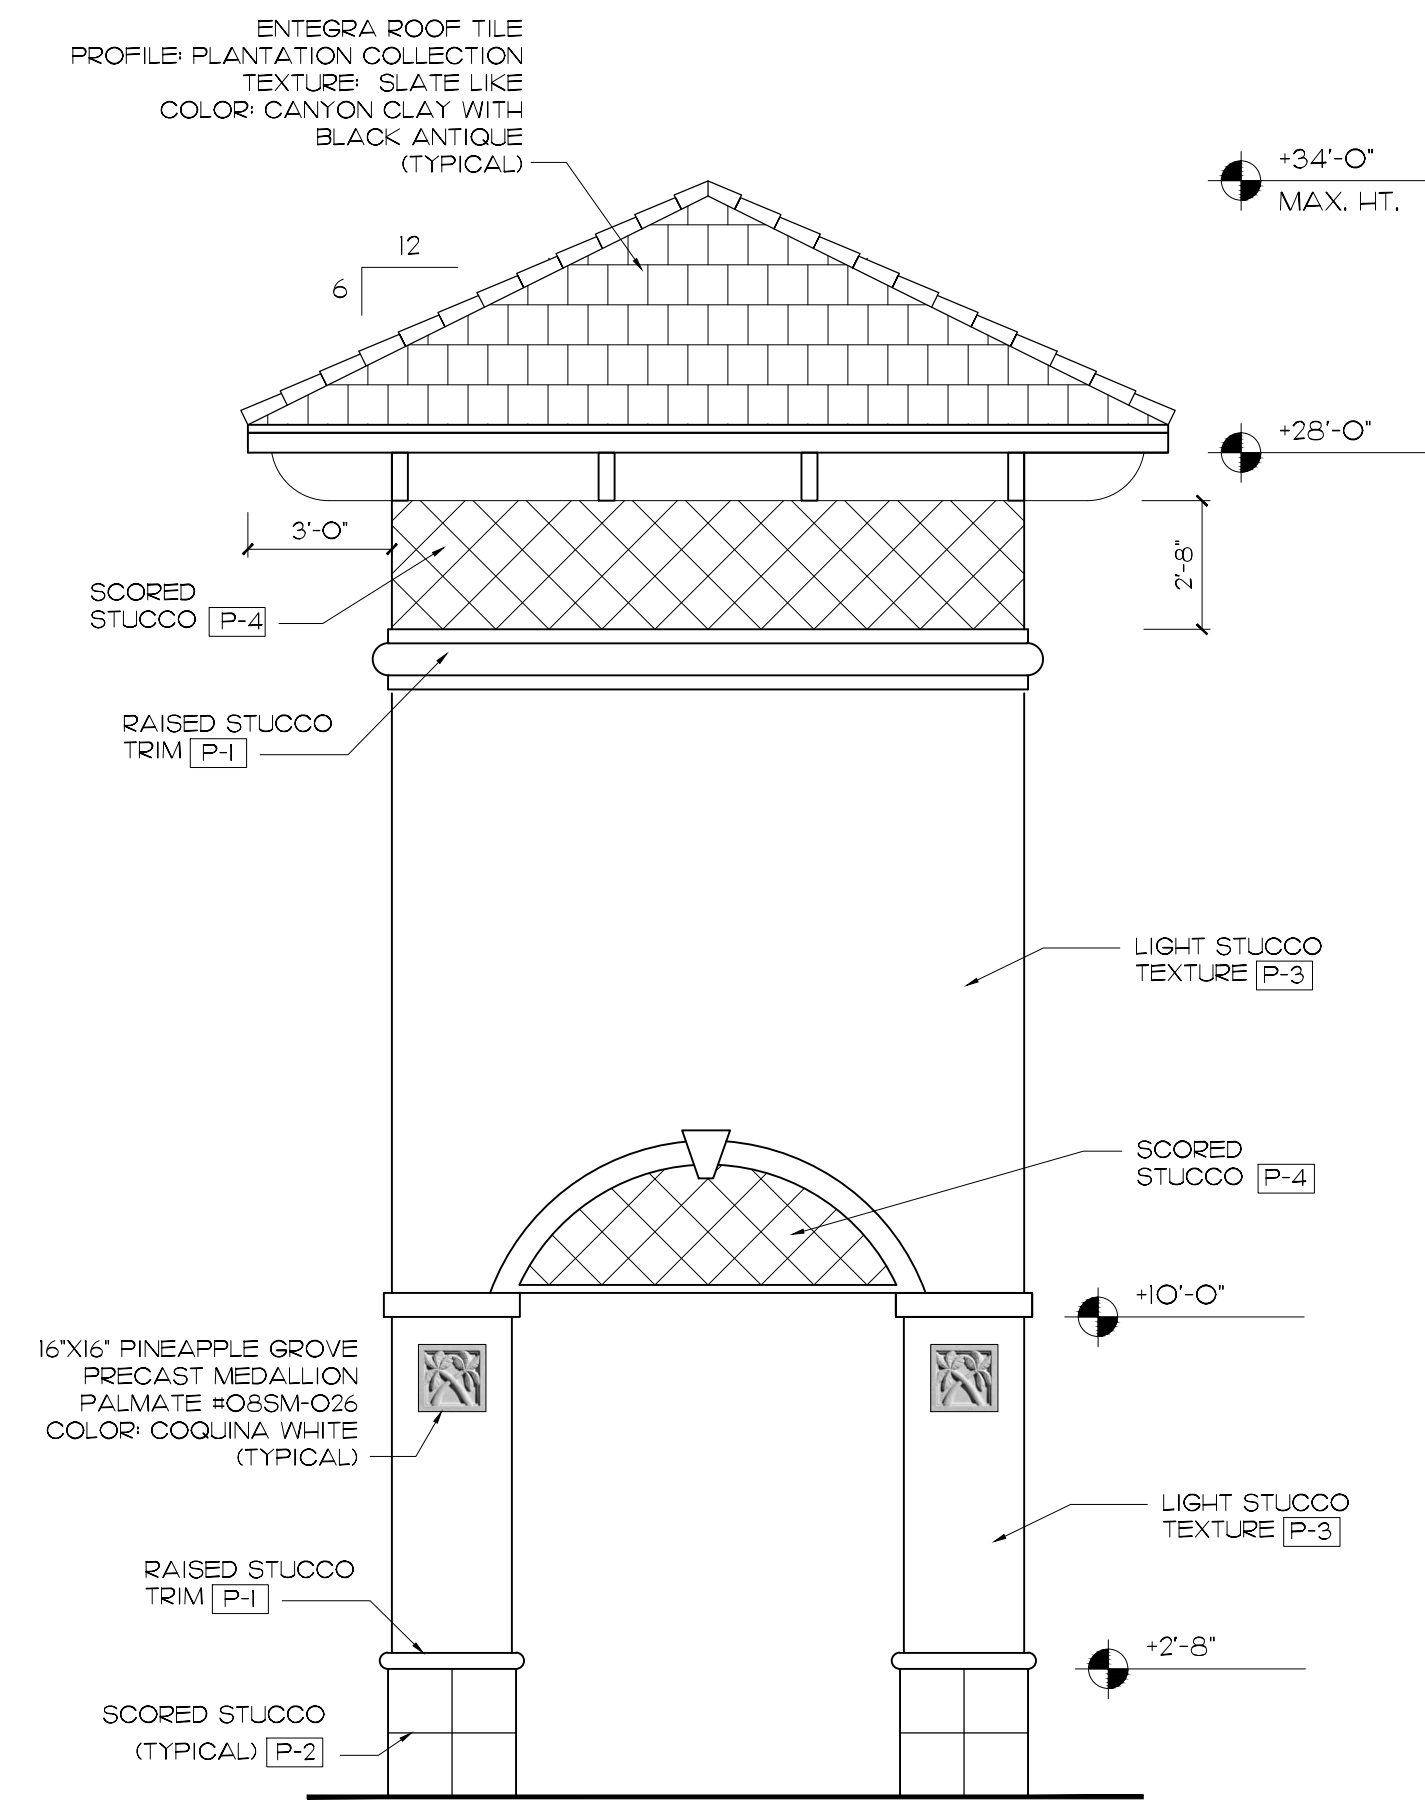 ENTEGRA ROOF TILE
PROFILE: PLANTATION COLLECTION
TEXTURE: SLATE LIKE
COLOR: CANYON CLAY WITH
BLACK ANTIQUE
(TYPICAL)
+34'-0"
MAX. HT.
12
6
+28'-0"
3'-0"
2'-8"
SCORED
STUCCO P-4
RAISED STUCCO
TRIM P-1
LIGHT STUCCO
TEXTURE P-3
SCORED
STUCCO P-4
+10'-0"
16"X16" PINEAPPLE GROVE
PRECAST MEDALLION
PALMATE #08SM-026
COLOR: COQUINA WHITE
(TYPICAL)
LIGHT STUCCO
TEXTURE P-3
RAISED STUCCO
TRIM P-1
+2'-8"
SCORED STUCCO
(TYPICAL) P-2